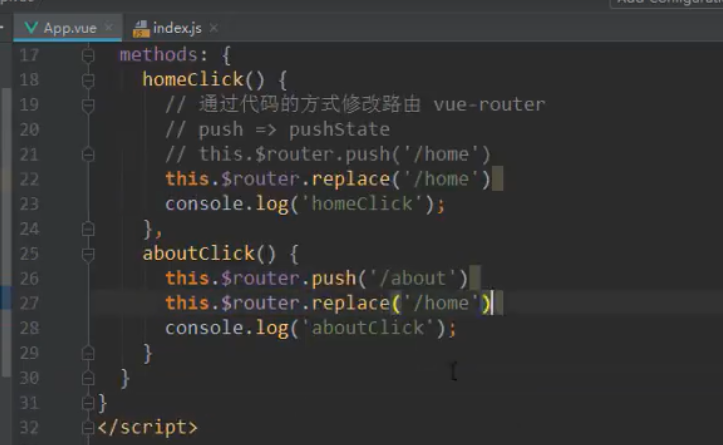 App.vue index.js
17 methods: {
18 homeClick() {
19 // 通过代码的方式修改路由 vue-router
20 // push => pushState
21 // this.$router.push('/home')
22 this.$router.replace('/home')
23 console.log('homeClick');
24 },
25 aboutClick() {
26 this.$router.push('/about')
27 this.$router.replace('/home')
28 console.log('aboutClick');
29 }
30 }
31 }
32 </script>